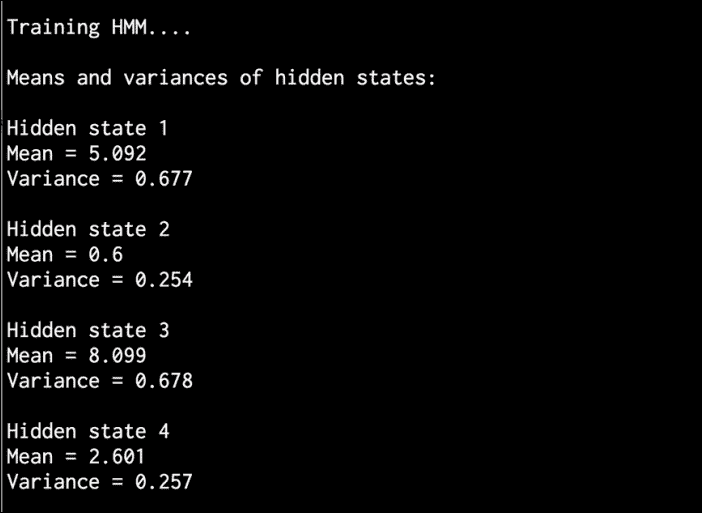 Training HMM....
Means and variances of hidden states:
Hidden state 1
Mean = 5.092
Variance = 0.677
Hidden state 2
Mean = 0.6
Variance = 0.254
Hidden state 3
Mean = 8.099
Variance = 0.678
Hidden state 4
Mean = 2.601
Variance = 0.257